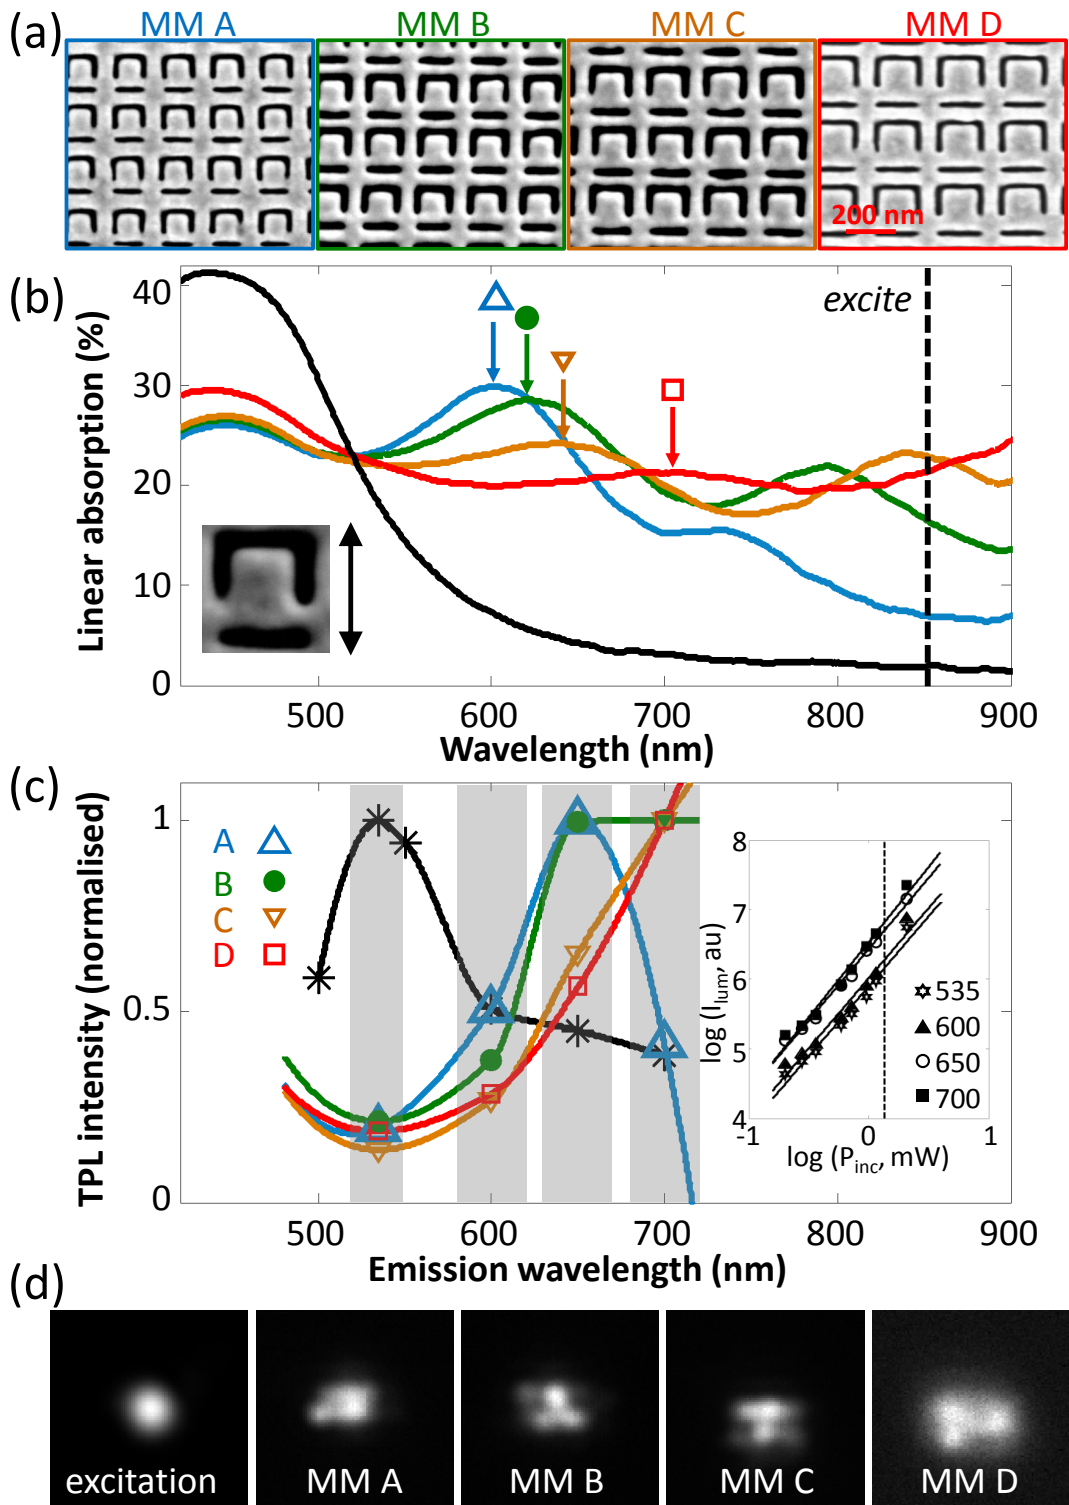 (a)
MM A
MM B
MM C
MM D
200 nm
(b)
Linear absorption (%)
40
30
20
10
0
excite
500
600
700
800
900
Wavelength (nm)
(c)
TPL intensity (normalised)
1
0.5
0
A
B
C
D
log (I_lum, au)
8
7
6
5
4
535
600
650
700
-1
0
1
log (P_inc, mW)
500
600
700
800
900
Emission wavelength (nm)
(d)
excitation
MM A
MM B
MM C
MM D